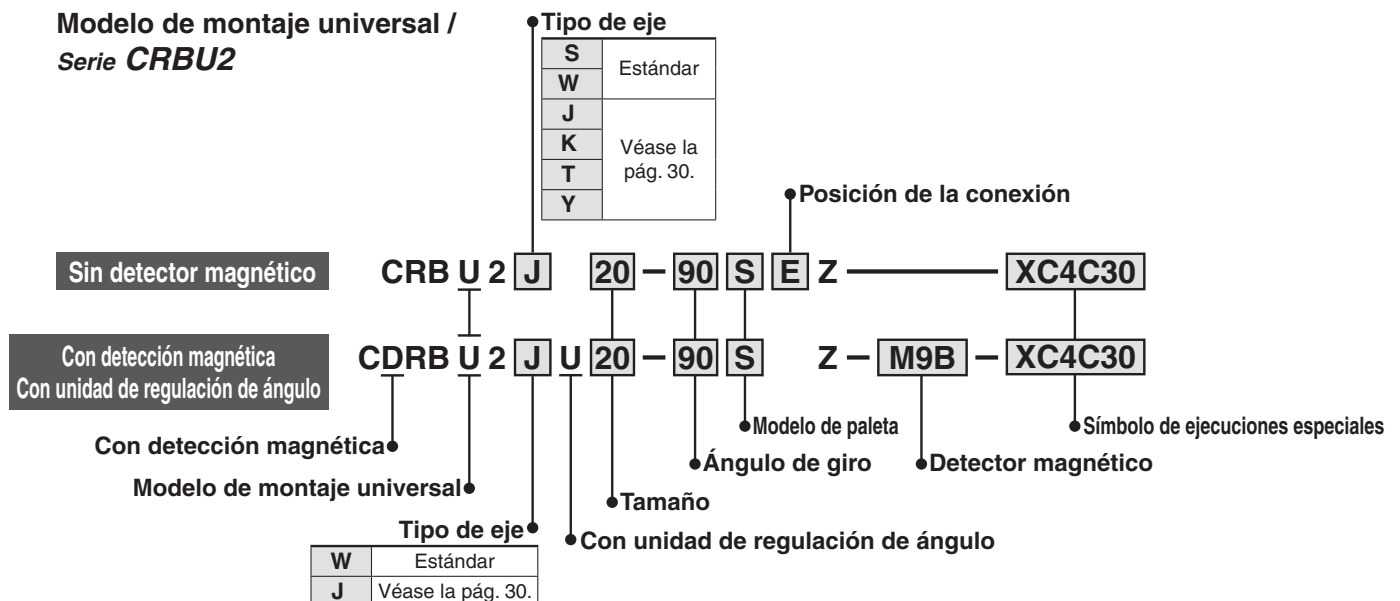 Modelo de montaje universal /
Serie CRBU2
Tipo de eje
S
W
Estándar
J
K
T
Y
Véase la
pág. 30.
Posición de la conexión
Sin detector magnético
CRB U 2 J 20 – 90 S E Z XC4C30
Con detección magnética
Con unidad de regulación de ángulo
CDRB U 2 J U 20 – 90 S Z – M9B – XC4C30
Modelo de paleta
Símbolo de ejecuciones especiales
Con detección magnética
Ángulo de giro
Detector magnético
Modelo de montaje universal
Tamaño
Tipo de eje
Con unidad de regulación de ángulo
W Estándar
J Véase la pág. 30.